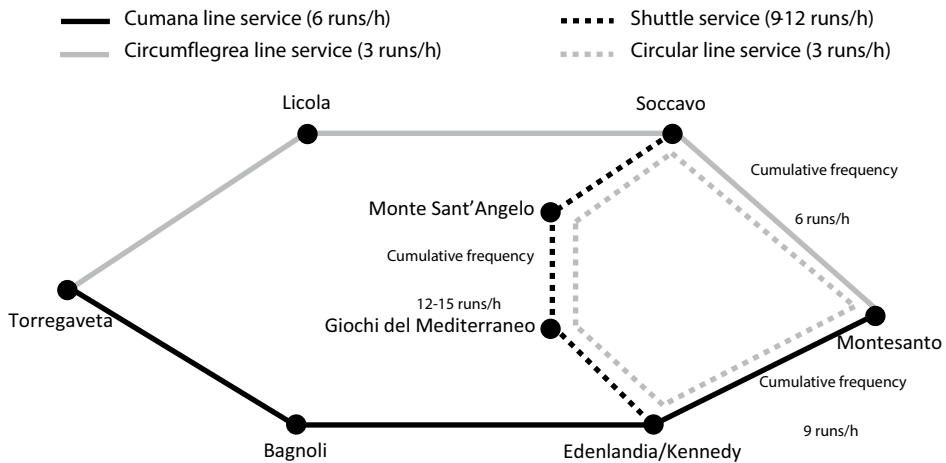 Cumana line service (6 runs/h)
Shuttle service (9-12 runs/h)
Circumflegrea line service (3 runs/h)
Circular line service (3 runs/h)
Licola
Soccavo
Cumulative frequency
Monte Sant'Angelo
6 runs/h
Cumulative frequency
12-15 runs/h
Torregaveta
Giochi del Mediterraneo
Montesanto
Cumulative frequency
9 runs/h
Bagnoli
Edenlandia/Kennedy